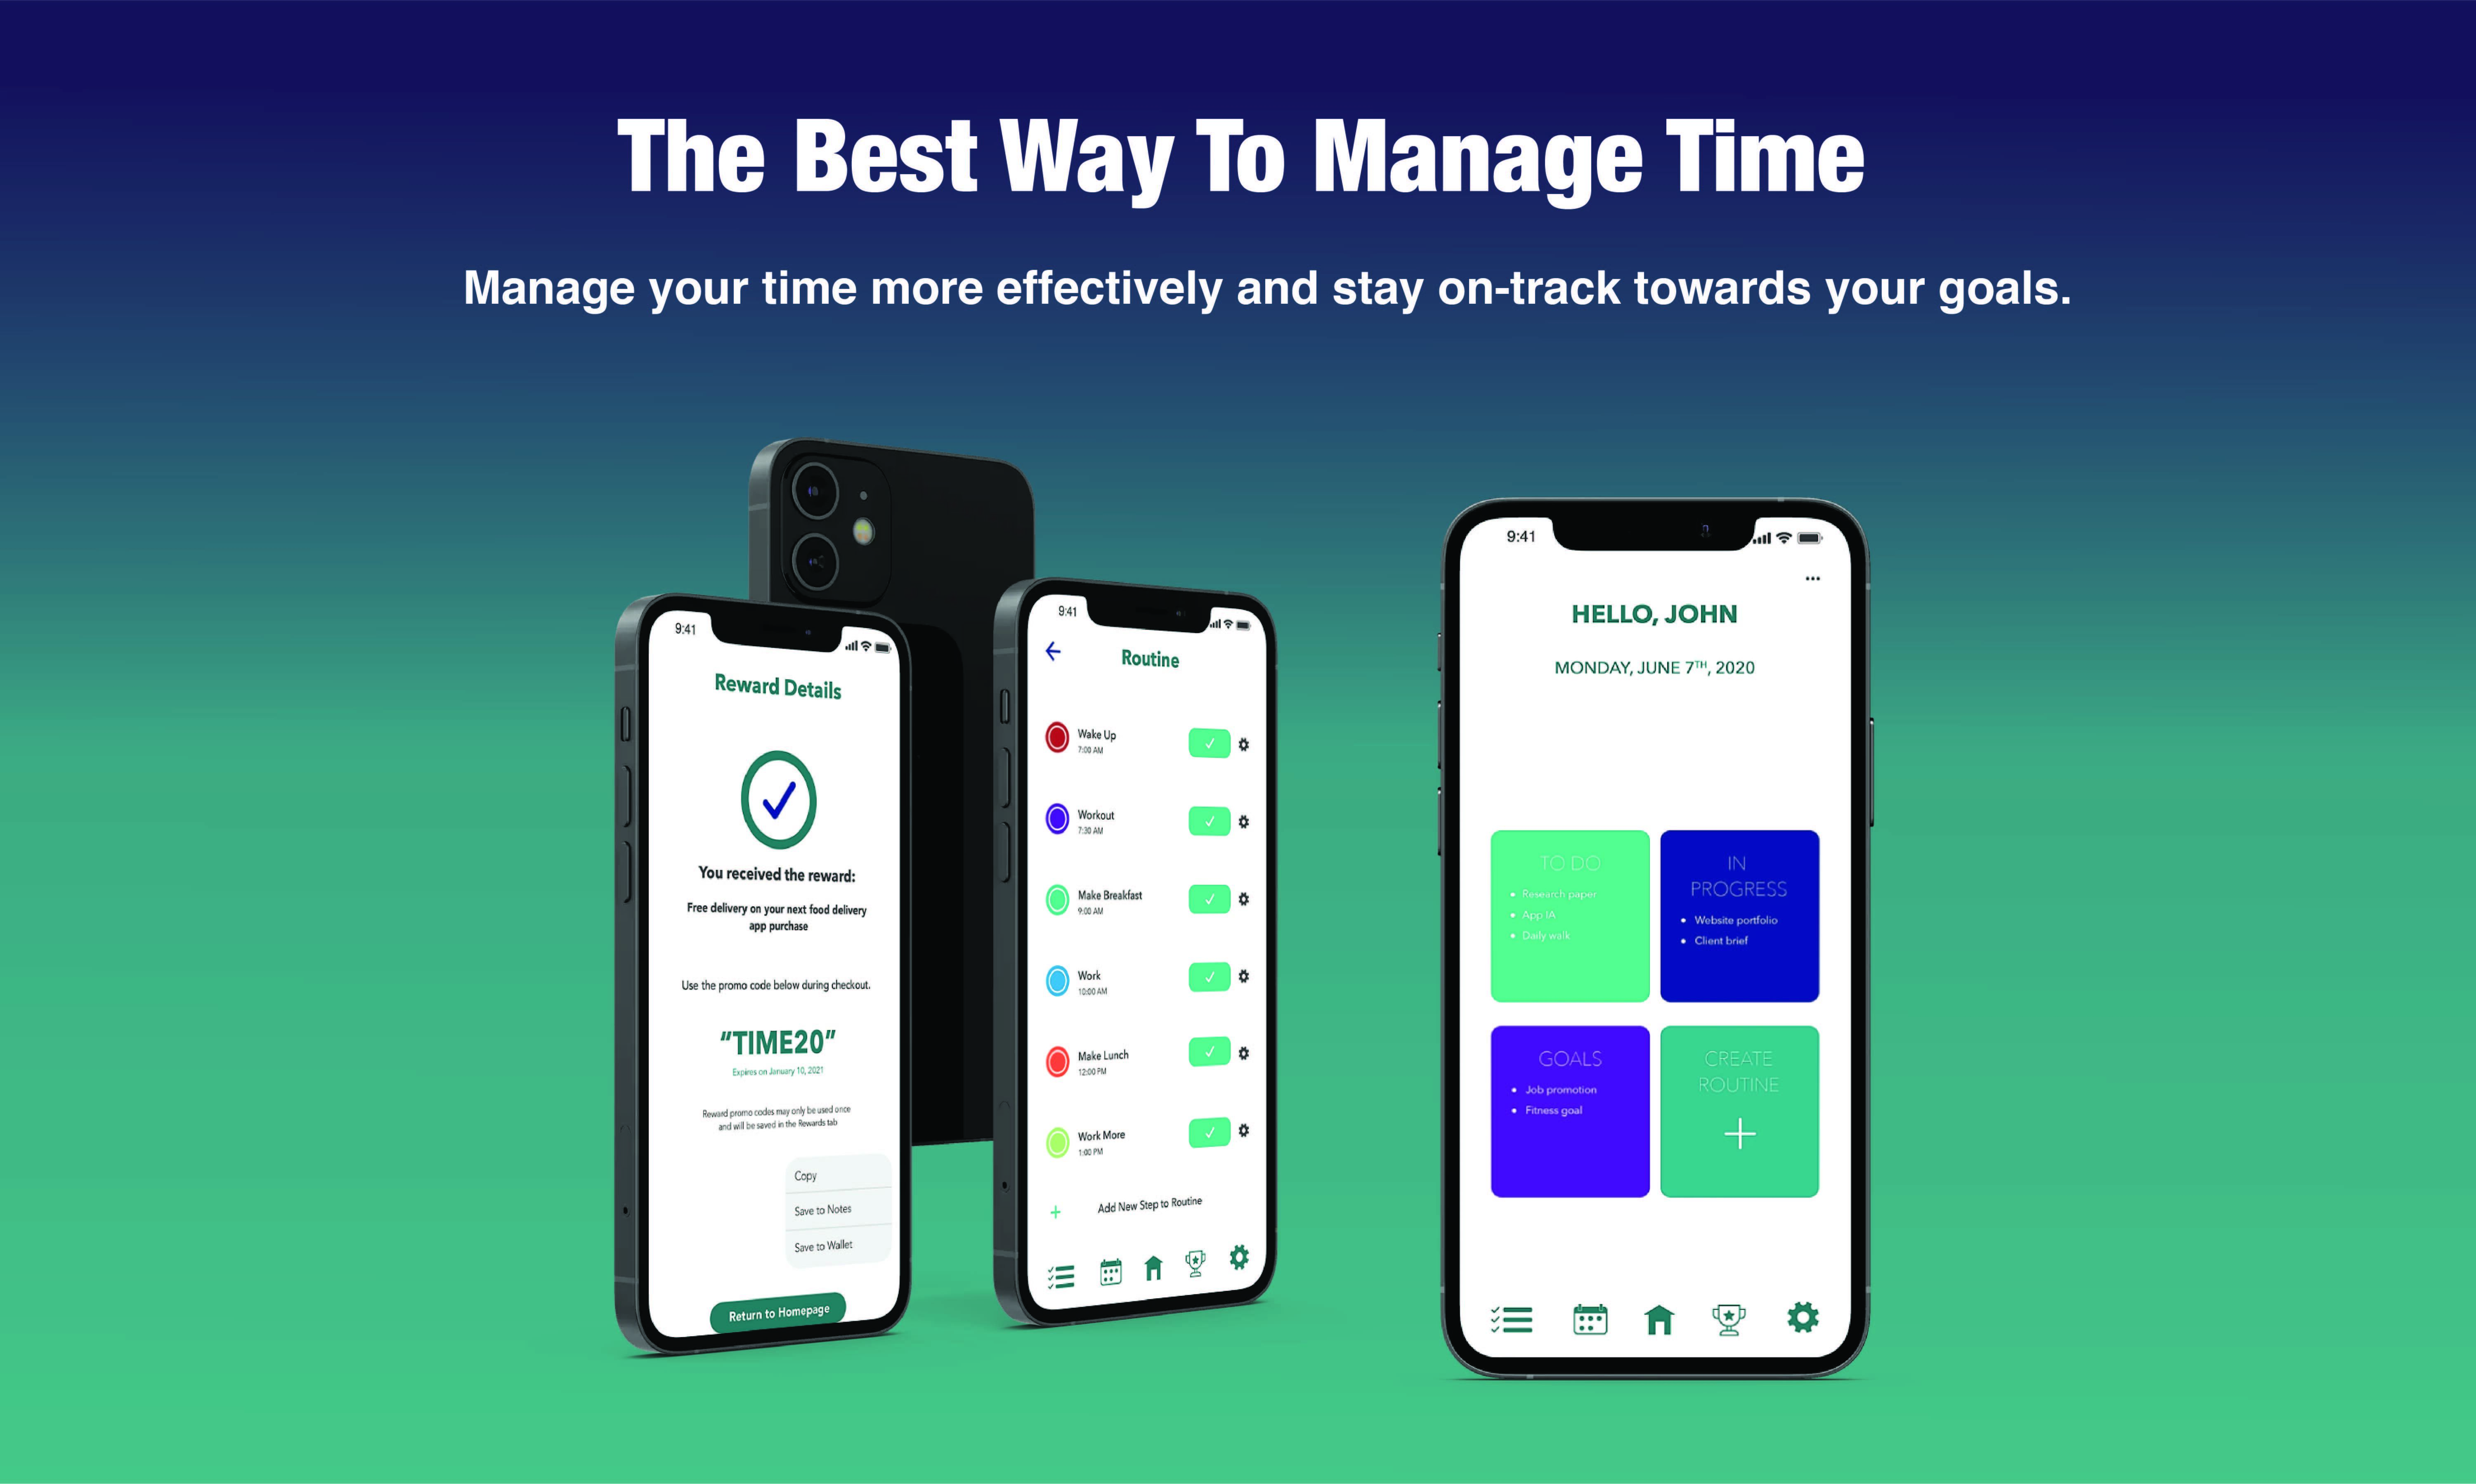 The Best Way To Manage Time
Manage your time more effectively and stay on-track towards your goals.
9:41
Reward Details
You received the reward:
Free delivery on your next food delivery
app purchase
Use the promo code below during checkout.
“TIME20”
Expires on January 10, 2021
Reward promo codes may only be used once
and will be saved in the Rewards tab
Copy
Save to Notes
Save to Wallet
Return to Homepage
9:41
Routine
Wake Up
7:00 AM
Workout
7:30 AM
Make Breakfast
9:00 AM
Work
10:00 AM
Make Lunch
12:00 PM
Work More
1:00 PM
+ Add New Step to Routine
9:41
...
HELLO, JOHN
MONDAY, JUNE 7TH, 2020
TO DO
• Research paper
• App IA
• Daily walk
IN
PROGRESS
• Website portfolio
• Client brief
GOALS
• Job promotion
• Fitness goal
CREATE
ROUTINE
+